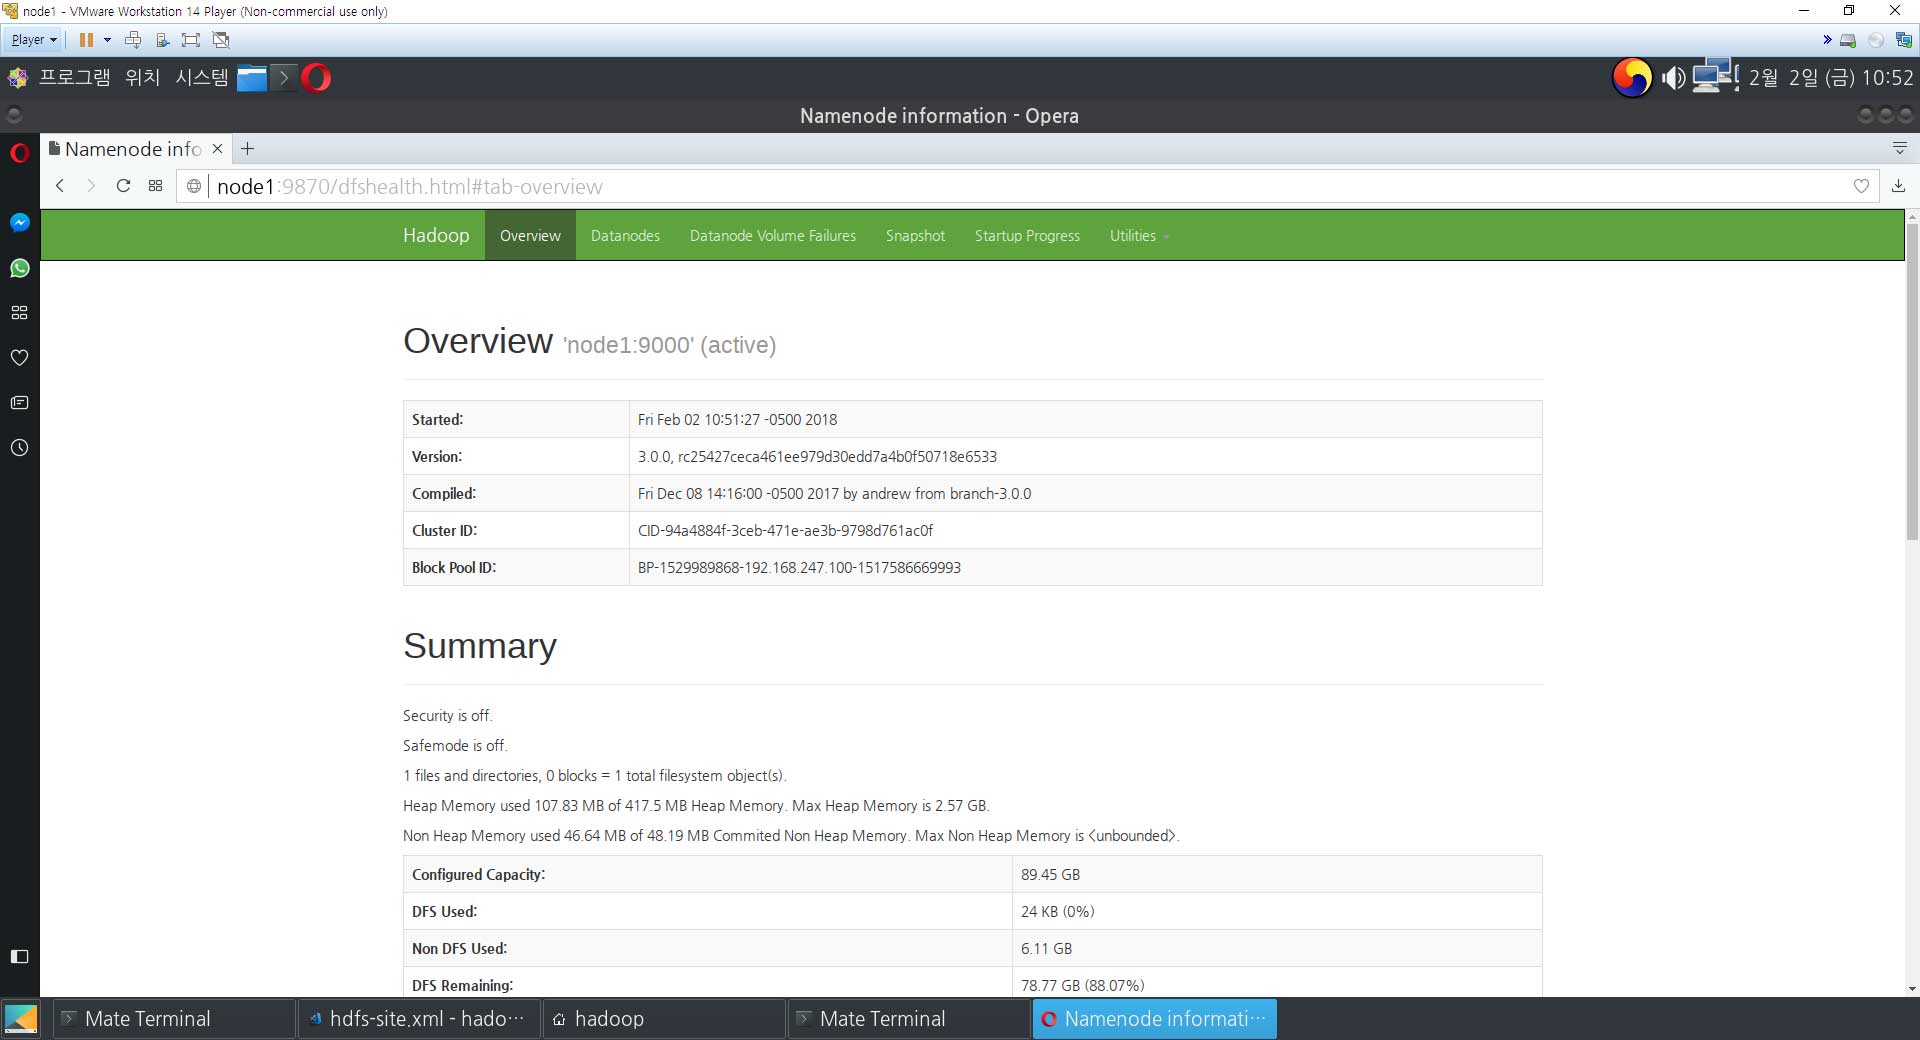 node1 - VMware Workstation 14 Player (Non-commercial use only)
Player
프로그램 위치 시스템
2월 2일 (금) 10:52
Namenode information - Opera
Namenode info
node1:9870/dfshealth.html#tab-overview
Hadoop Overview Datanodes Datanode Volume Failures Snapshot Startup Progress Utilities
Overview 'node1:9000' (active)
Started: Fri Feb 02 10:51:27 -0500 2018
Version: 3.0.0, rc25427ceca461ee979d30edd7a4b0f50718e6533
Compiled: Fri Dec 08 14:16:00 -0500 2017 by andrew from branch-3.0.0
Cluster ID: CID-94a4884f-3ceb-471e-ae3b-9798d761ac0f
Block Pool ID: BP-1529989868-192.168.247.100-1517586669993
Summary
Security is off.
Safemode is off.
1 files and directories, 0 blocks = 1 total filesystem object(s).
Heap Memory used 107.83 MB of 417.5 MB Heap Memory. Max Heap Memory is 2.57 GB.
Non Heap Memory used 46.64 MB of 48.19 MB Commited Non Heap Memory. Max Non Heap Memory is <unbounded>.
Configured Capacity: 89.45 GB
DFS Used: 24 KB (0%)
Non DFS Used: 6.11 GB
DFS Remaining: 78.77 GB (88.07%)
Mate Terminal hdfs-site.xml - hado… hadoop Mate Terminal Namenode informati…